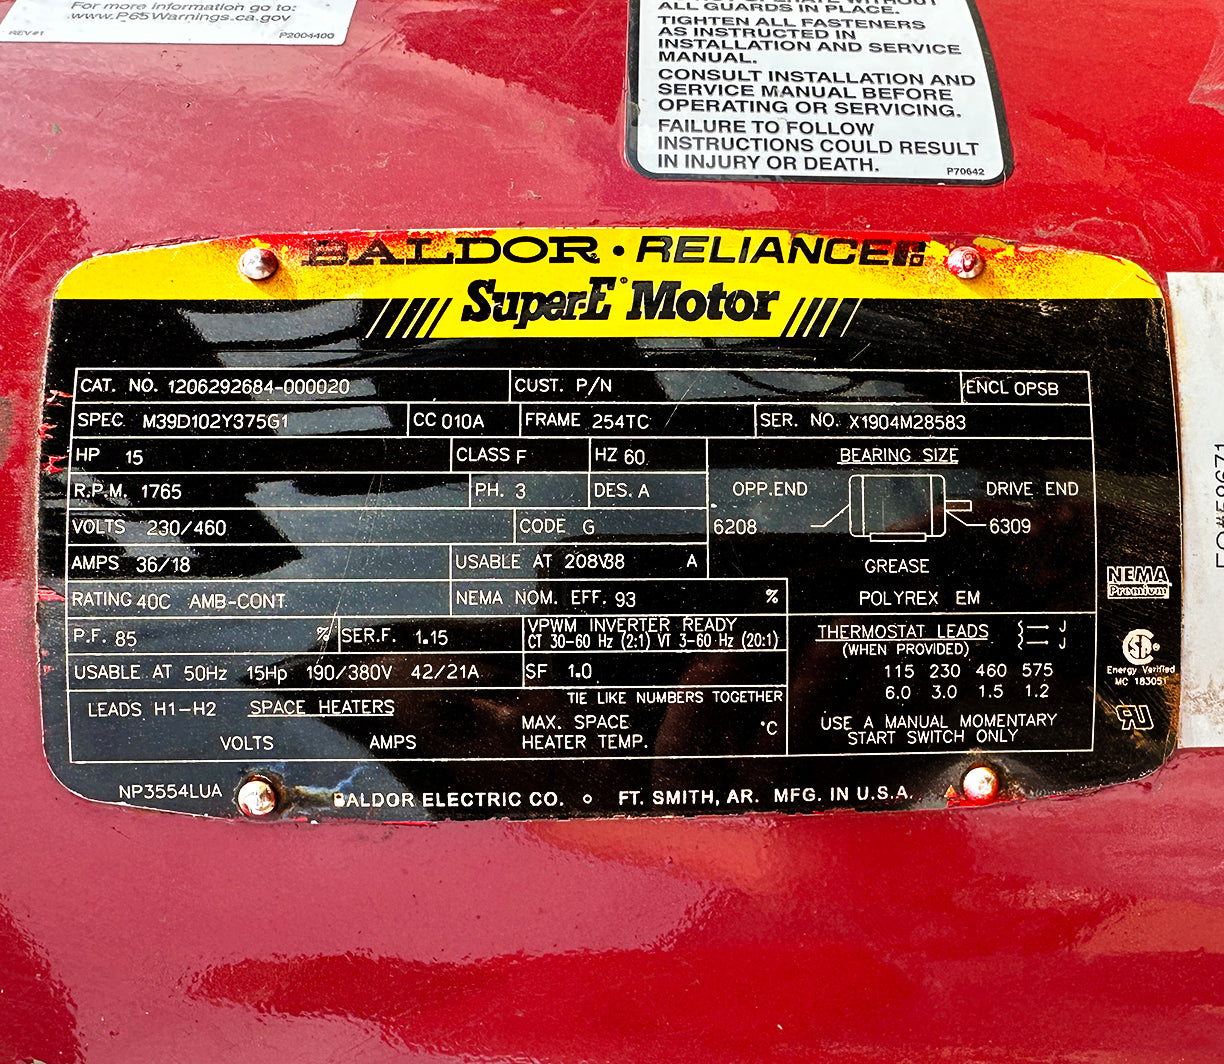 For more information go to:
www.P65Warnings.ca.gov
REV#1 P2004400
ALL GUARDS IN PLACE.
TIGHTEN ALL FASTENERS
AS INSTRUCTED IN
INSTALLATION AND SERVICE
MANUAL.
CONSULT INSTALLATION AND
SERVICE MANUAL BEFORE
OPERATING OR SERVICING.
FAILURE TO FOLLOW
INSTRUCTIONS COULD RESULT
IN INJURY OR DEATH.
P70642
BALDOR · RELIANCE
Super-E Motor
CAT. NO. 1206292684-000020 CUST. P/N ENCL OPSB
SPEC. M39D102Y375G1 CC 010A FRAME 254TC SER. NO. X1904M28583
HP 15 CLASS F HZ 60
R.P.M. 1765 PH. 3 DES. A
VOLTS 230/460 CODE G
AMPS 36/18 USABLE AT 208V 38 A
RATING 40C AMB-CONT NEMA NOM. EFF. 93 %
P.F. 85 % SER.F. 1.15 VPWM INVERTER READY
CT 30-60 Hz (2:1) VT 3-60 Hz (20:1)
USABLE AT 50Hz 15Hp 190/380V 42/21A SF 1.0
TIE LIKE NUMBERS TOGETHER
LEADS H1-H2 SPACE HEATERS
VOLTS AMPS
MAX. SPACE °C
HEATER TEMP.
BEARING SIZE
OPP.END DRIVE END
6208 6309
GREASE
POLYREX EM
THERMOSTAT LEADS J
(WHEN PROVIDED) J
115 230 460 575
6.0 3.0 1.5 1.2
USE A MANUAL MOMENTARY
START SWITCH ONLY
NEMA
Premium
Energy Verified
MC 183051
NP3554LUA
BALDOR ELECTRIC CO. ○ FT. SMITH, AR. MFG. IN U.S.A.